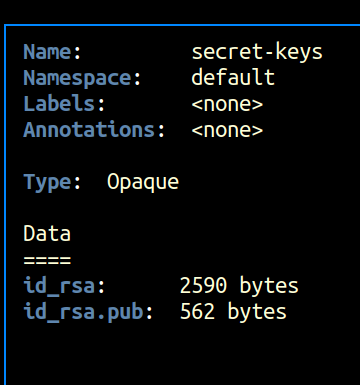 Name: secret-keys
Namespace: default
Labels: <none>
Annotations: <none>
Type: Opaque
Data
====
id_rsa: 2590 bytes
id_rsa.pub: 562 bytes